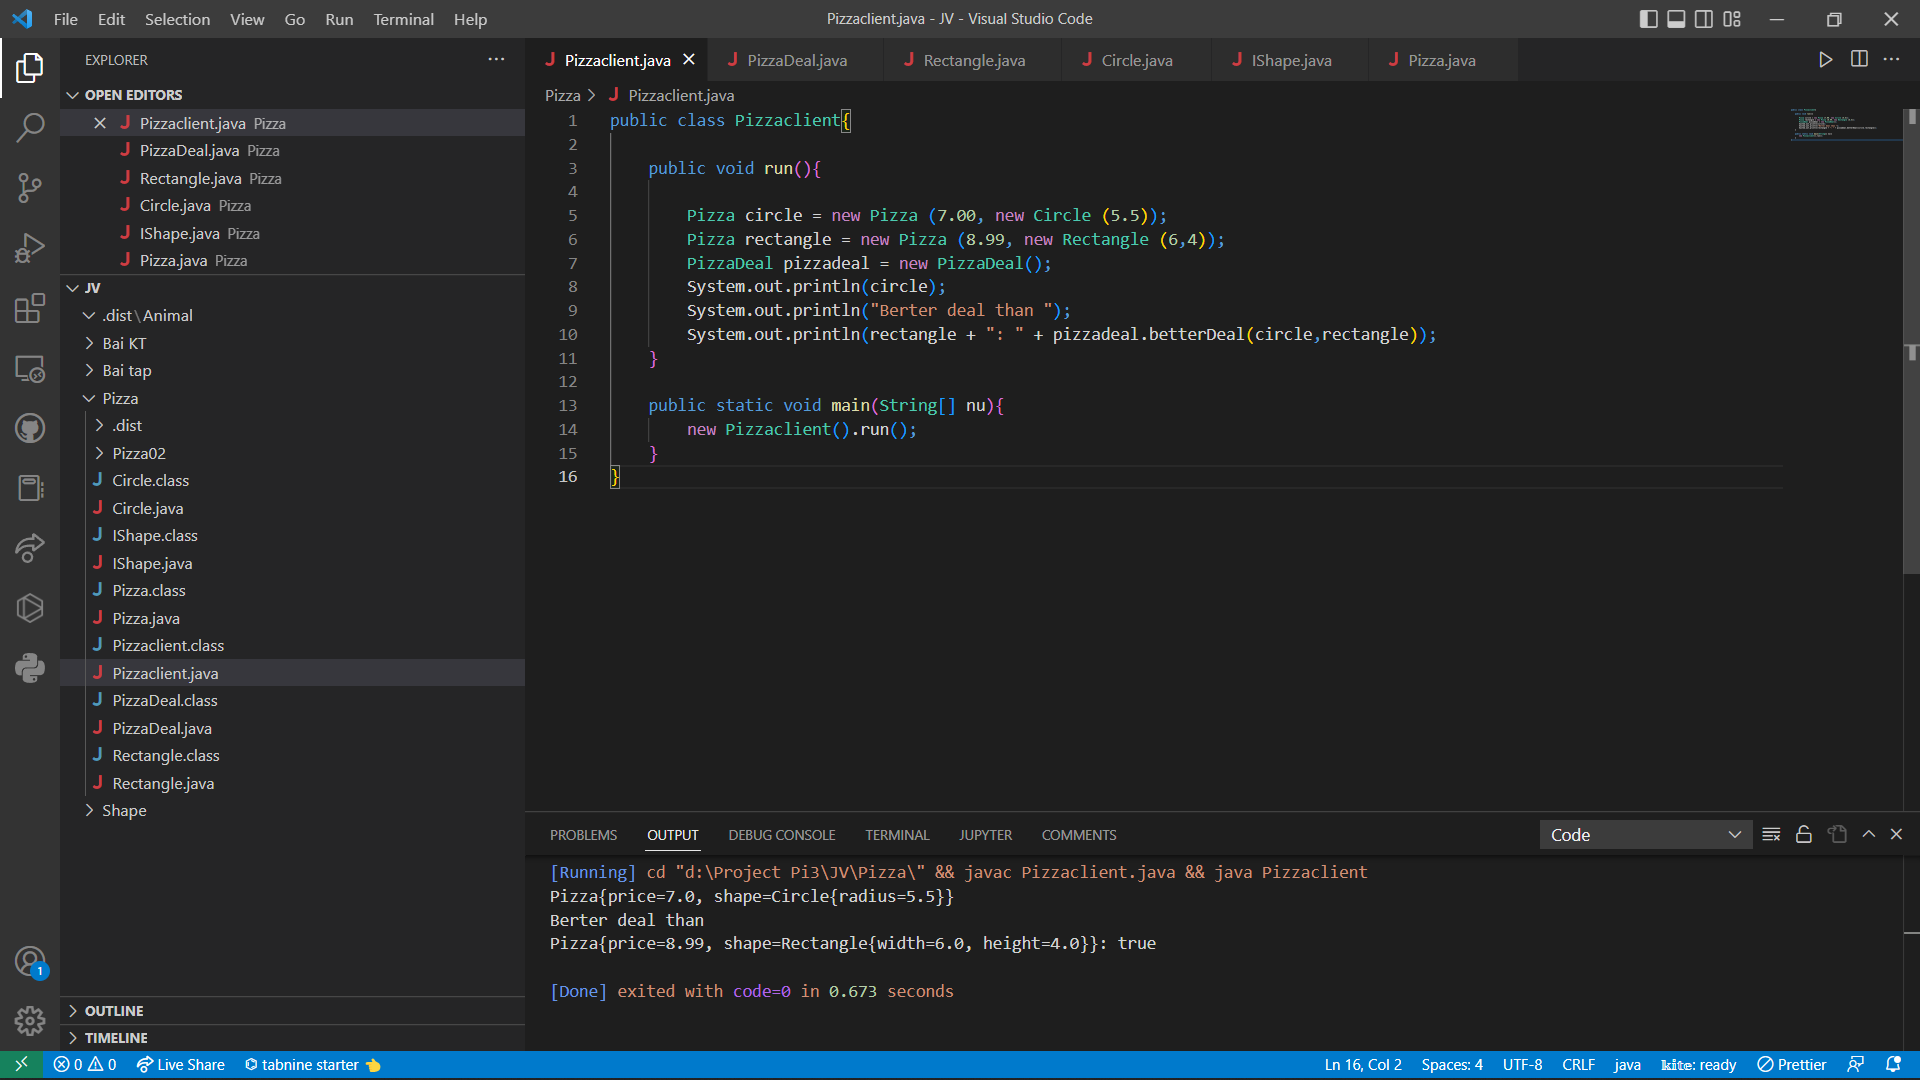 File Edit Selection View Go Run Terminal Help
Pizzaclient.java - JV - Visual Studio Code
EXPLORER
OPEN EDITORS
Pizzaclient.java Pizza
PizzaDeal.java Pizza
Rectangle.java Pizza
Circle.java Pizza
IShape.java Pizza
Pizza.java Pizza
JV
.dist\Animal
Bai KT
Bai tap
Pizza
.dist
Pizza02
Circle.class
Circle.java
IShape.class
IShape.java
Pizza.class
Pizza.java
Pizzaclient.class
Pizzaclient.java
PizzaDeal.class
PizzaDeal.java
Rectangle.class
Rectangle.java
Shape
OUTLINE
TIMELINE
1
Pizzaclient.java PizzaDeal.java Rectangle.java Circle.java IShape.java Pizza.java
Pizza > Pizzaclient.java
1 public class Pizzaclient{
2
3 public void run(){
4
5 Pizza circle = new Pizza (7.00, new Circle (5.5));
6 Pizza rectangle = new Pizza (8.99, new Rectangle (6,4));
7 PizzaDeal pizzadeal = new PizzaDeal();
8 System.out.println(circle);
9 System.out.println("Berter deal than ");
10 System.out.println(rectangle + ": " + pizzadeal.betterDeal(circle,rectangle));
11 }
12
13 public static void main(String[] nu){
14 new Pizzaclient().run();
15 }
16 }
PROBLEMS OUTPUT DEBUG CONSOLE TERMINAL JUPYTER COMMENTS
Code
[Running] cd "d:\Project Pi3\JV\Pizza\" && javac Pizzaclient.java && java Pizzaclient
Pizza{price=7.0, shape=Circle{radius=5.5}}
Berter deal than
Pizza{price=8.99, shape=Rectangle{width=6.0, height=4.0}}: true
[Done] exited with code=0 in 0.673 seconds
0 0 Live Share tabnine starter
Ln 16, Col 2 Spaces: 4 UTF-8 CRLF java kite: ready Prettier